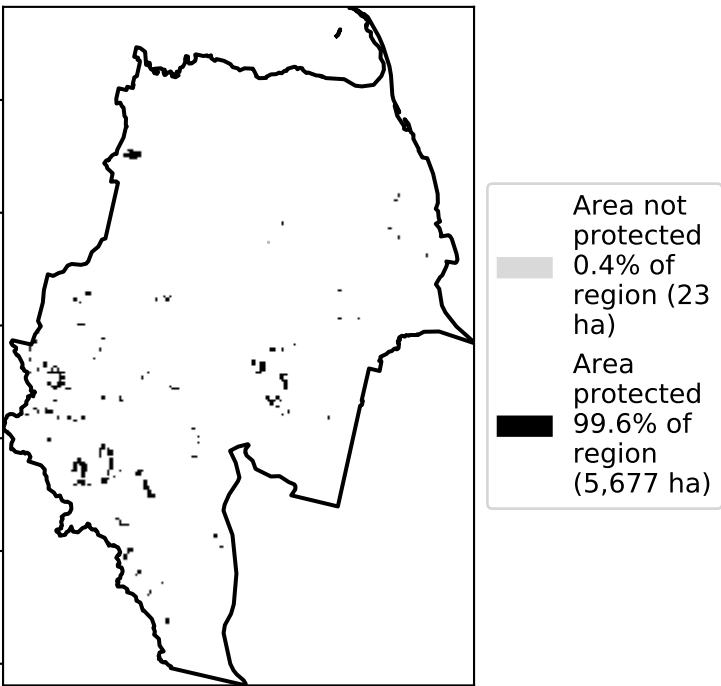 Area not
protected
0.4% of
region (23
ha)
Area
protected
99.6% of
region
(5,677 ha)